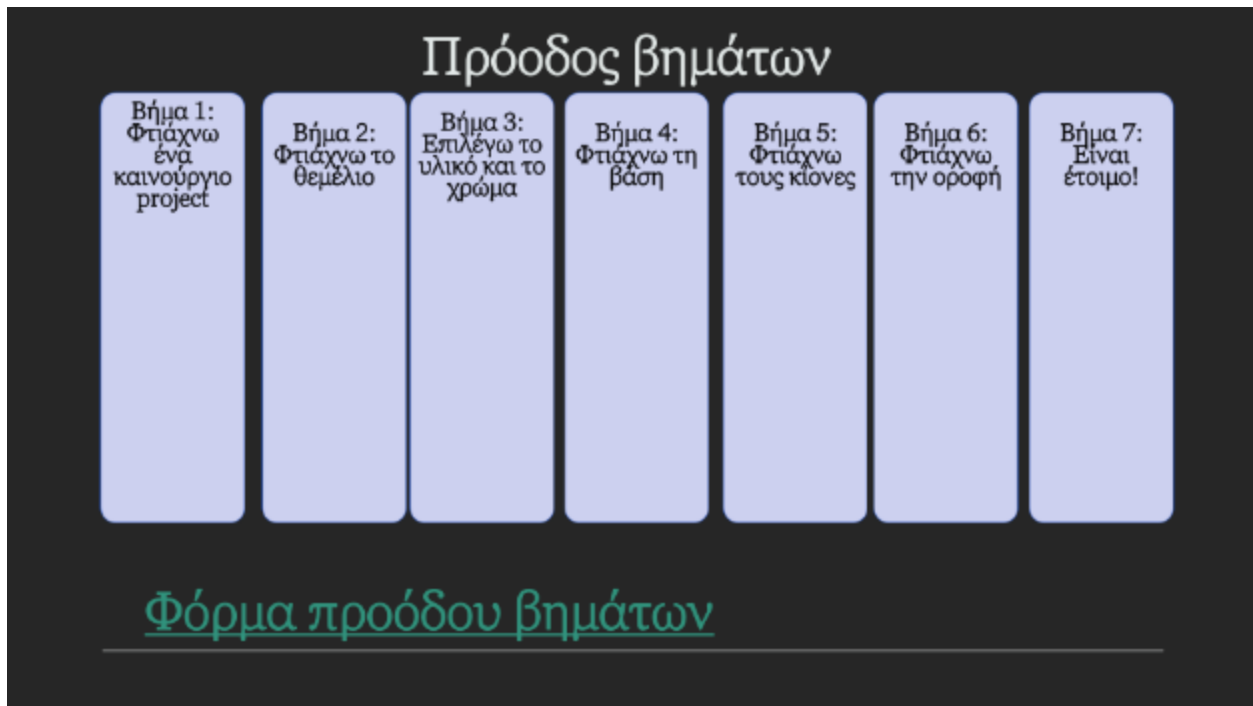 Πρόοδος βημάτων
Βήμα 1:
Φτιάχνω
ένα
καινούργιο
project
Βήμα 2:
Φτιάχνω το
θεμέλιο
Βήμα 3:
Επιλέγω το
υλικό και το
χρώμα
Βήμα 4:
Φτιάχνω τη
βάση
Βήμα 5:
Φτιάχνω
τους κίονες
Βήμα 6:
Φτιάχνω
την οροφή
Βήμα 7:
Είναι
έτοιμο!
Φόρμα προόδου βημάτων